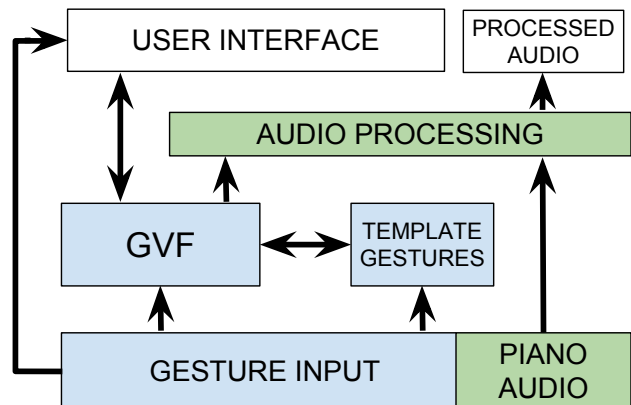 USER INTERFACE
PROCESSED
AUDIO
AUDIO PROCESSING
GVF
TEMPLATE
GESTURES
GESTURE INPUT
PIANO
AUDIO